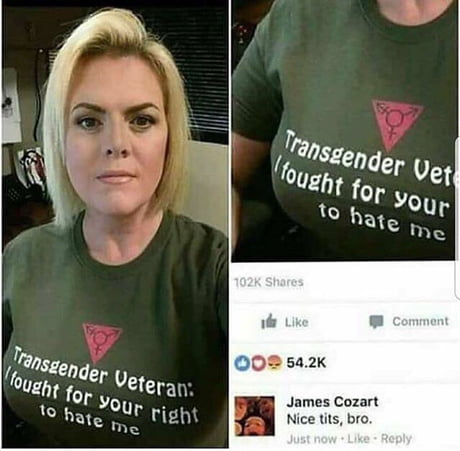 Transgender Veteran:
I fought for your right
to hate me
Transgender Vete
I fought for your
to hate me
102K Shares
Like
Comment
54.2K
James Cozart
Nice tits, bro.
Just now · Like · Reply